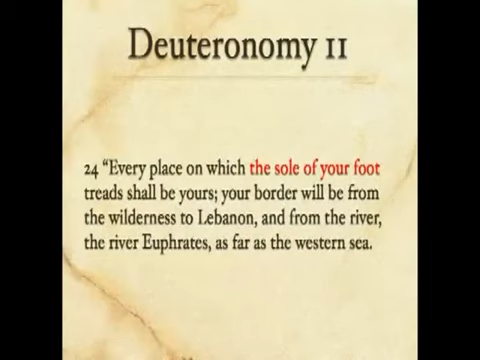 Deuteronomy 11
24 “Every place on which the sole of your foot
treads shall be yours; your border will be from
the wilderness to Lebanon, and from the river,
the river Euphrates, as far as the western sea.